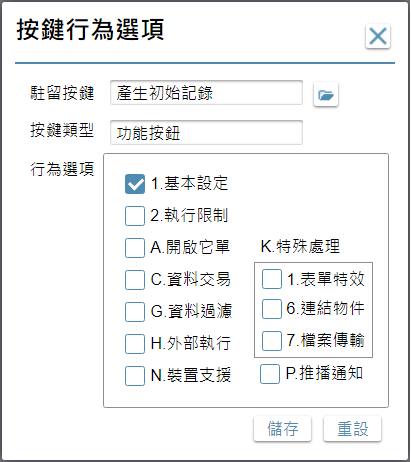 按鍵行為選項
駐留按鍵 產生初始記錄
按鍵類型 功能按鈕
行為選項
1.基本設定
2.執行限制
A.開啟它單 K.特殊處理
C.資料交易 1.表單特效
G.資料過濾 6.連結物件
H.外部執行 7.檔案傳輸
N.裝置支援 P.推播通知
儲存 重設